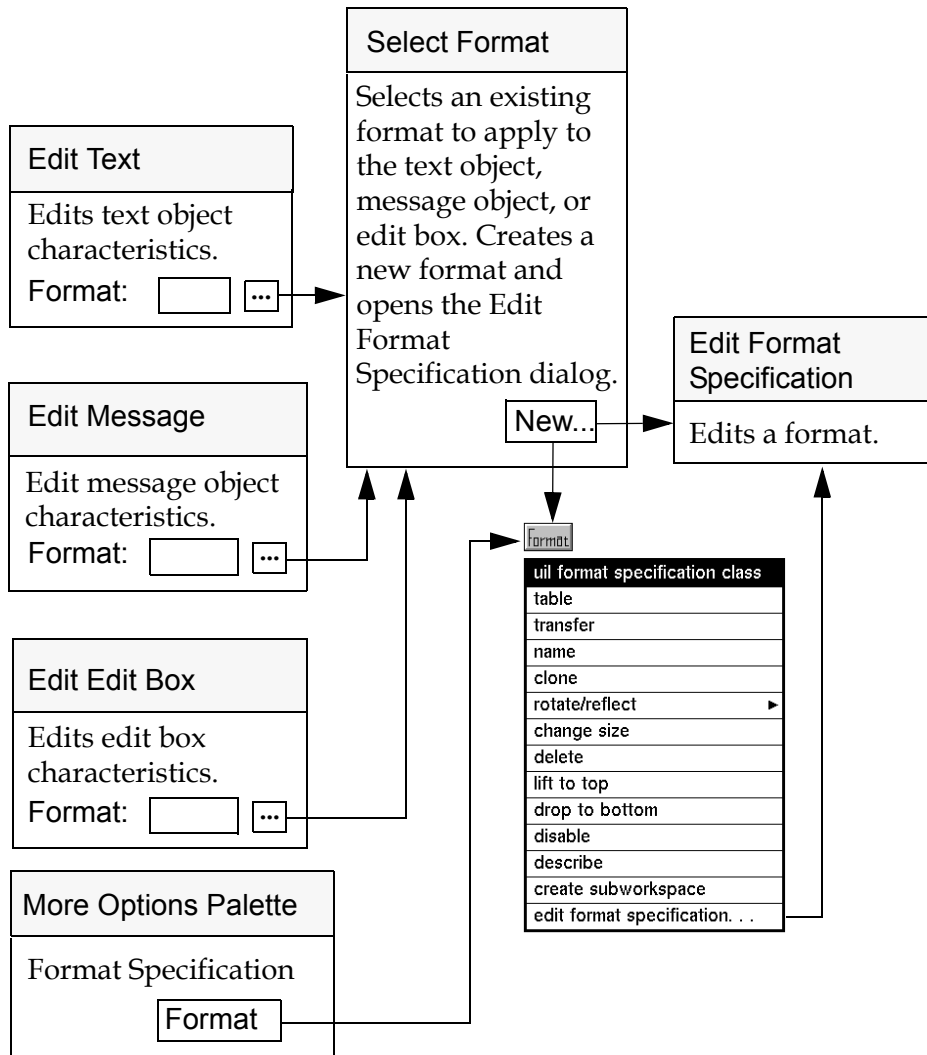 Select Format
Selects an existing
format to apply to
the text object,
message object, or
edit box. Creates a
new format and
opens the Edit
Format
Specification dialog.
New...
Edit Text
Edits text object
characteristics.
Format: ...
Edit Message
Edit message object
characteristics.
Format: ...
Edit Edit Box
Edits edit box
characteristics.
Format: ...
More Options Palette
Format Specification
Format
Edit Format
Specification
Edits a format.
Format
uil format specification class
table
transfer
name
clone
rotate/reflect
change size
delete
lift to top
drop to bottom
disable
describe
create subworkspace
edit format specification. . .